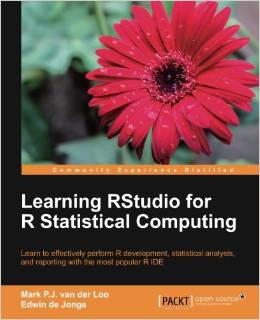 Community Experience Distilled
Learning RStudio for
R Statistical Computing
Learn to effectively perform R development, statistical analysis,
and reporting with the most popular R IDE
Mark P.J. van der Loo
Edwin de Jonge
PACKT open source
PUBLISHING